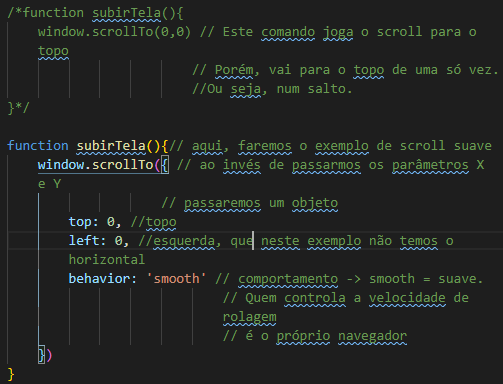 /*function subirTela(){
window.scrollTo(0,0) // Este comando joga o scroll para o
topo
// Porém, vai para o topo de uma só vez.
//Ou seja, num salto.
}*/
function subirTela(){// aqui, faremos o exemplo de scroll suave
window.scrollTo({ // ao invés de passarmos os parâmetros X
e Y
// passaremos um objeto
top: 0, //topo
left: 0, //esquerda, que neste exemplo não temos o
horizontal
behavior: 'smooth' // comportamento -> smooth = suave.
// Quem controla a velocidade de
rolagem
// é o próprio navegador
})
}